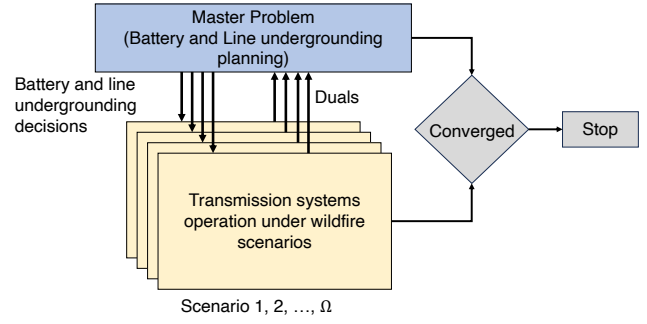 Master Problem
(Battery and Line undergrounding
planning)
Battery and line
undergrounding
decisions
Duals
Converged
Stop
Transmission systems
operation under wildfire
scenarios
Scenario 1, 2, ..., Ω